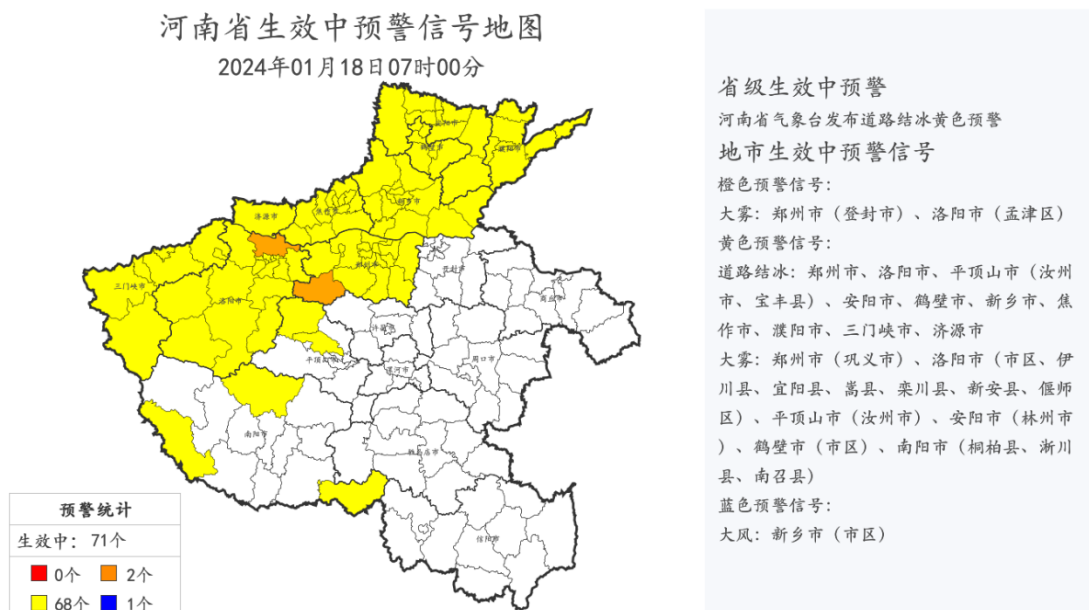 河南省生效中预警信号地图
2024年01月18日07时00分
安阳市
鹤壁市
濮阳市
新乡市
焦作市
济源市
郑州市
开封市
三门峡市
洛阳市
商丘市
许昌市
平顶山市
漯河市
周口市
南阳市
驻马店市
信阳市
预警统计
生效中: 71个
0个 2个
68个 1个
省级生效中预警
河南省气象台发布道路结冰黄色预警
地市生效中预警信号
橙色预警信号:
大雾: 郑州市（登封市）、洛阳市（孟津区）
黄色预警信号:
道路结冰: 郑州市、洛阳市、平顶山市（汝州
市、宝丰县）、安阳市、鹤壁市、新乡市、焦
作市、濮阳市、三门峡市、济源市
大雾: 郑州市（巩义市）、洛阳市（市区、伊
川县、宜阳县、嵩县、栾川县、新安县、偃师
区）、平顶山市（汝州市）、安阳市（林州市
）、鹤壁市（市区）、南阳市（桐柏县、淅川
县、南召县）
蓝色预警信号:
大风: 新乡市（市区）